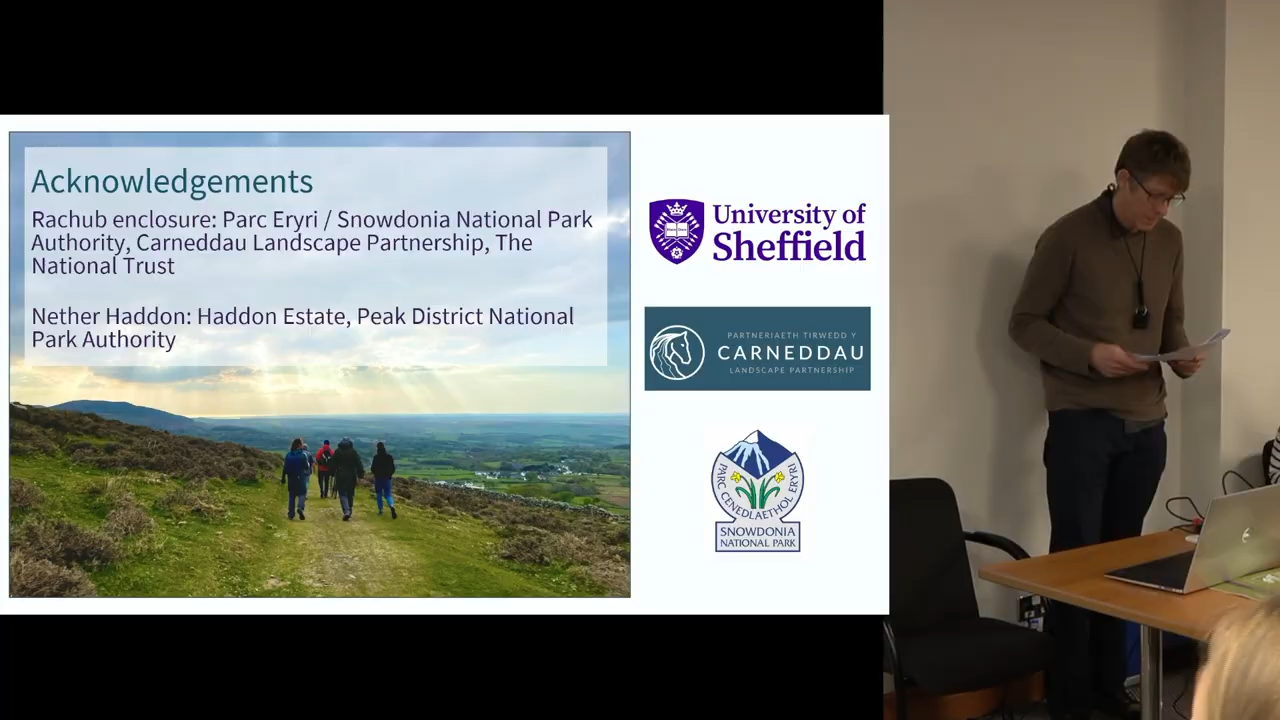 Acknowledgements
Rachub enclosure: Parc Eryri / Snowdonia National Park
Authority, Carneddau Landscape Partnership, The
National Trust
Nether Haddon: Haddon Estate, Peak District National
Park Authority
University of
Sheffield
PARTNERIAETH TIRWEDD Y
CARNEDDAU
LANDSCAPE PARTNERSHIP
PARC CENEDLAETHOL ERYRI
SNOWDONIA
NATIONAL PARK